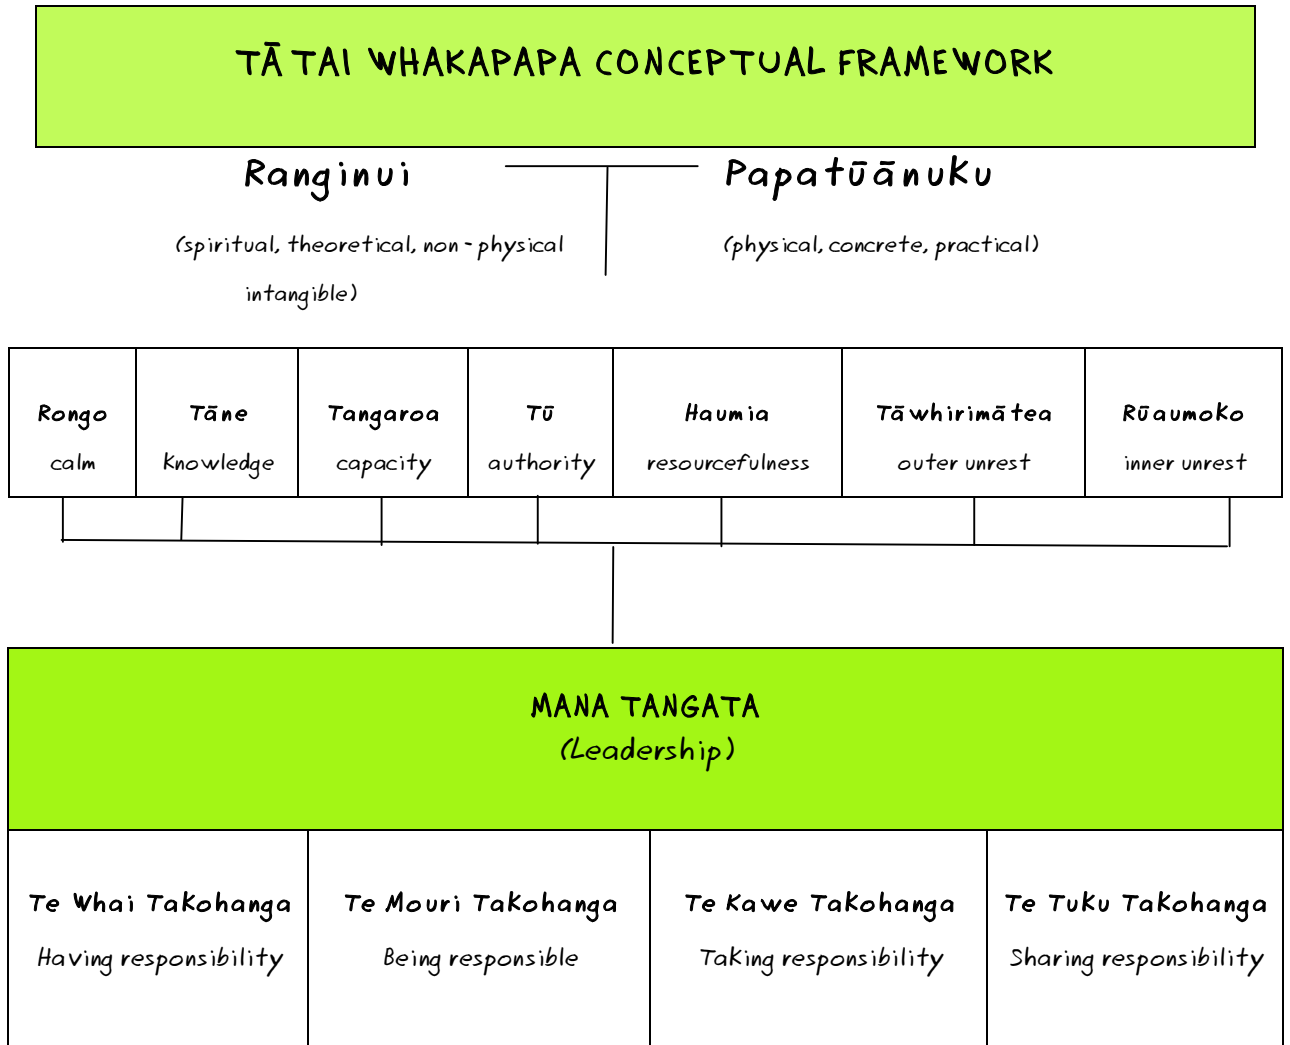 TĀTAI WHAKAPAPA CONCEPTUAL FRAMEWORK
Ranginui Papatūānuku
(spiritual, theoretical, non-physical (physical, concrete, practical)
intangible)
Rongo Tāne Tangaroa Tū Haumia Tāwhirimātea Rūaumoko
calm Knowledge capacity authority resourcefulness outer unrest inner unrest
MANA TANGATA
(Leadership)
Te Whai Takohanga Te Mouri Takohanga Te Kawe Takohanga Te Tuku Takohanga
Having responsibility Being responsible Taking responsibility Sharing responsibility